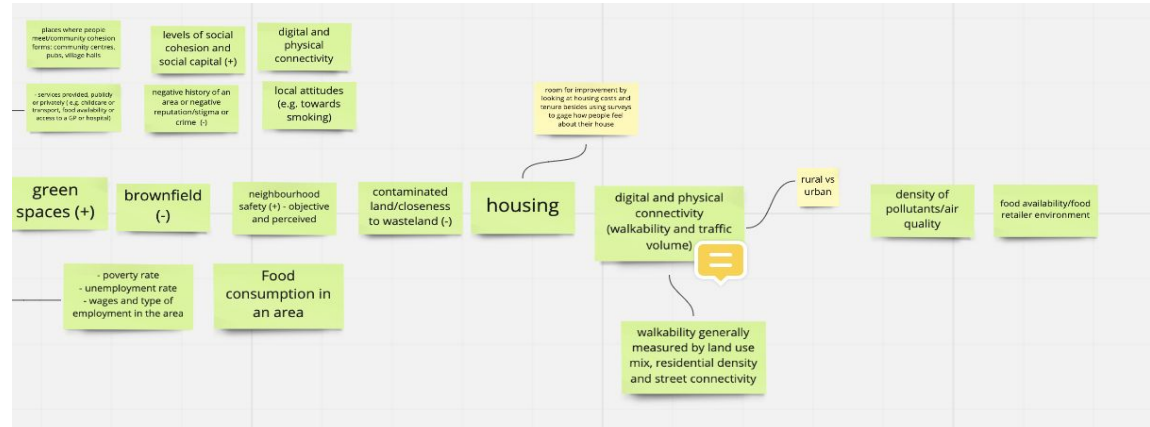 places where people
meet/community cohesion
forms: community centres,
pubs, village halls
levels of social
cohesion and
social capital (+)
digital and
physical
connectivity
- services provided, publicly
or privately ( e.g. childcare or
transport, food availability or
access to a GP or hospital)
negative history of an
area or negative
reputation/stigma or
crime (-)
local attitudes
(e.g. towards
smoking)
room for improvement by
looking at housing costs and
tenure besides using surveys
to gage how people feel
about their house
green
spaces (+)
brownfield
(-)
neighbourhood
safety (+) - objective
and perceived
contaminated
land/closeness
to wasteland (-)
housing
digital and physical
connectivity
(walkability and traffic
volume)
rural vs
urban
density of
pollutants/air
quality
food availability/food
retailer environment
- poverty rate
- unemployment rate
- wages and type of
employment in the area
Food
consumption in
an area
walkability generally
measured by land use
mix, residential density
and street connectivity